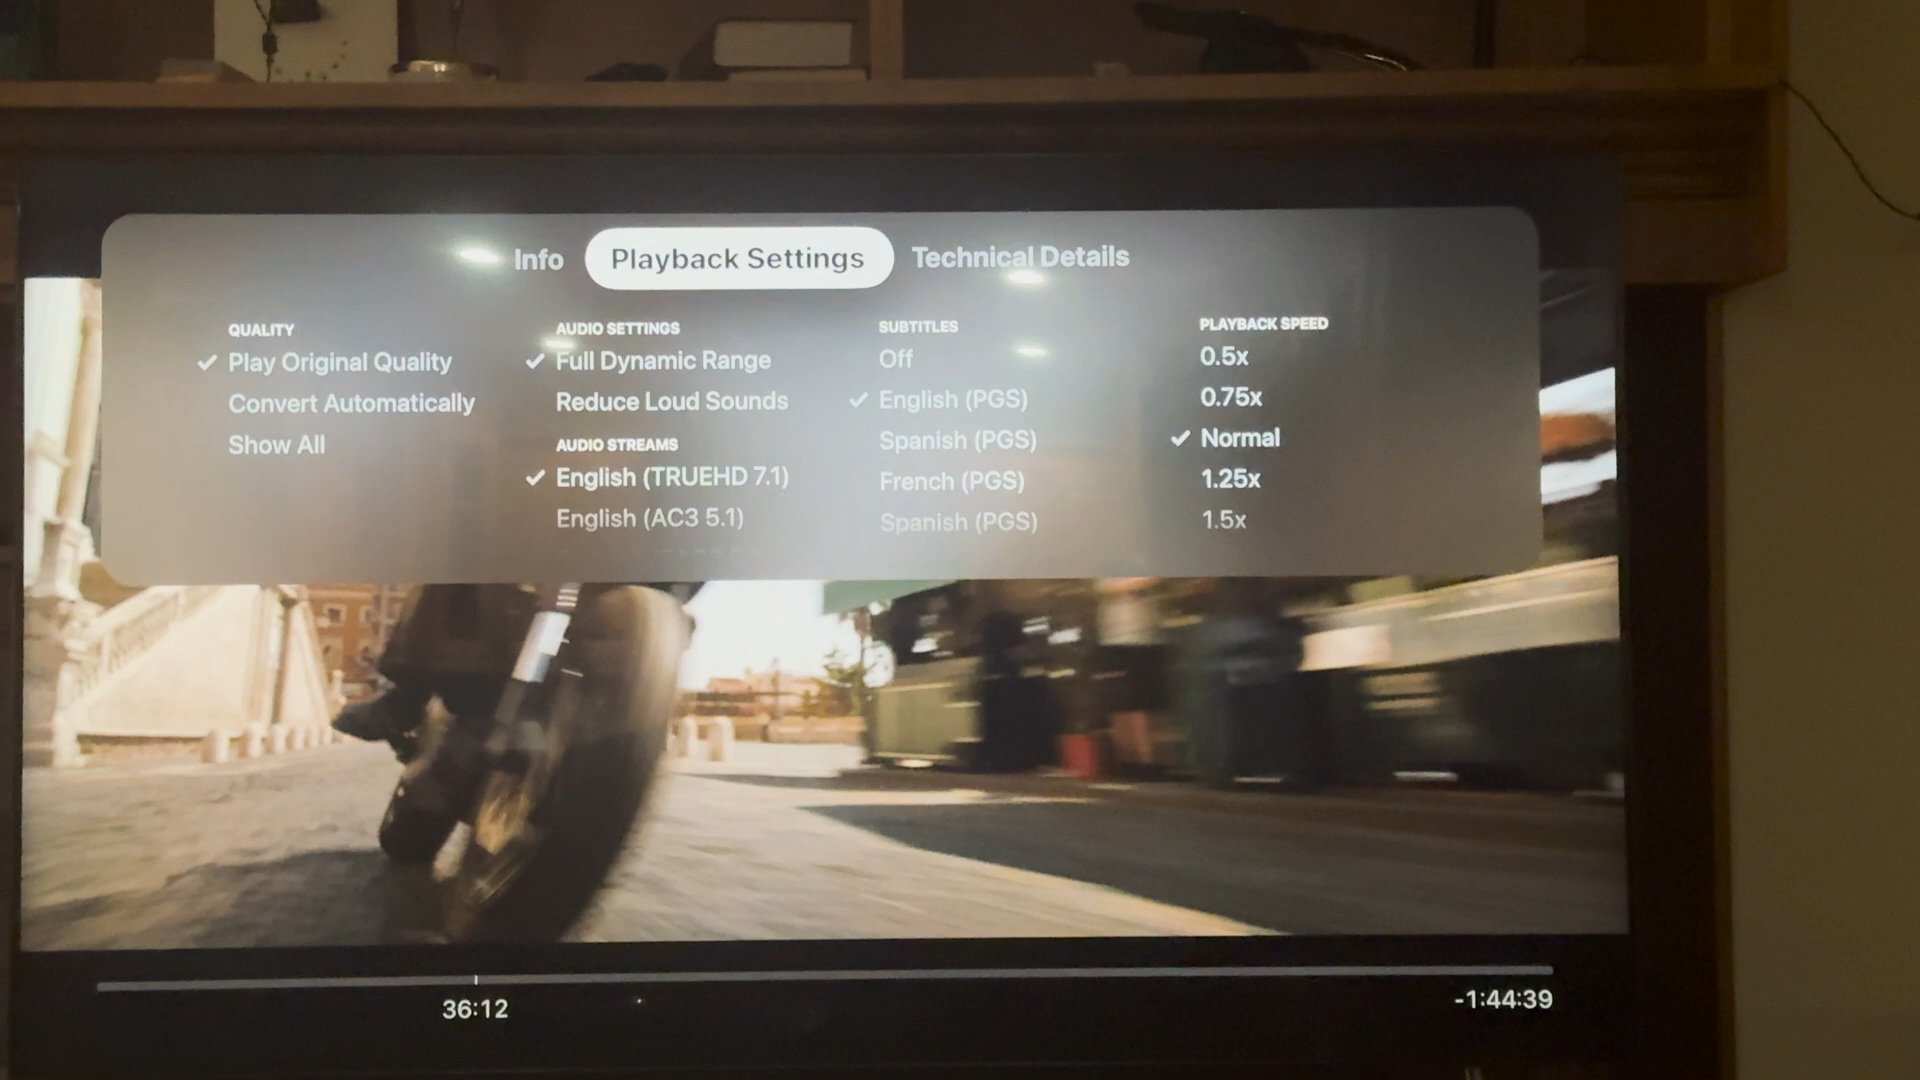 Info
Playback Settings
Technical Details
QUALITY
Play Original Quality
Convert Automatically
Show All
AUDIO SETTINGS
Full Dynamic Range
Reduce Loud Sounds
AUDIO STREAMS
English (TRUEHD 7.1)
English (AC3 5.1)
SUBTITLES
Off
English (PGS)
Spanish (PGS)
French (PGS)
Spanish (PGS)
PLAYBACK SPEED
0.5x
0.75x
Normal
1.25x
1.5x
36:12
-1:44:39